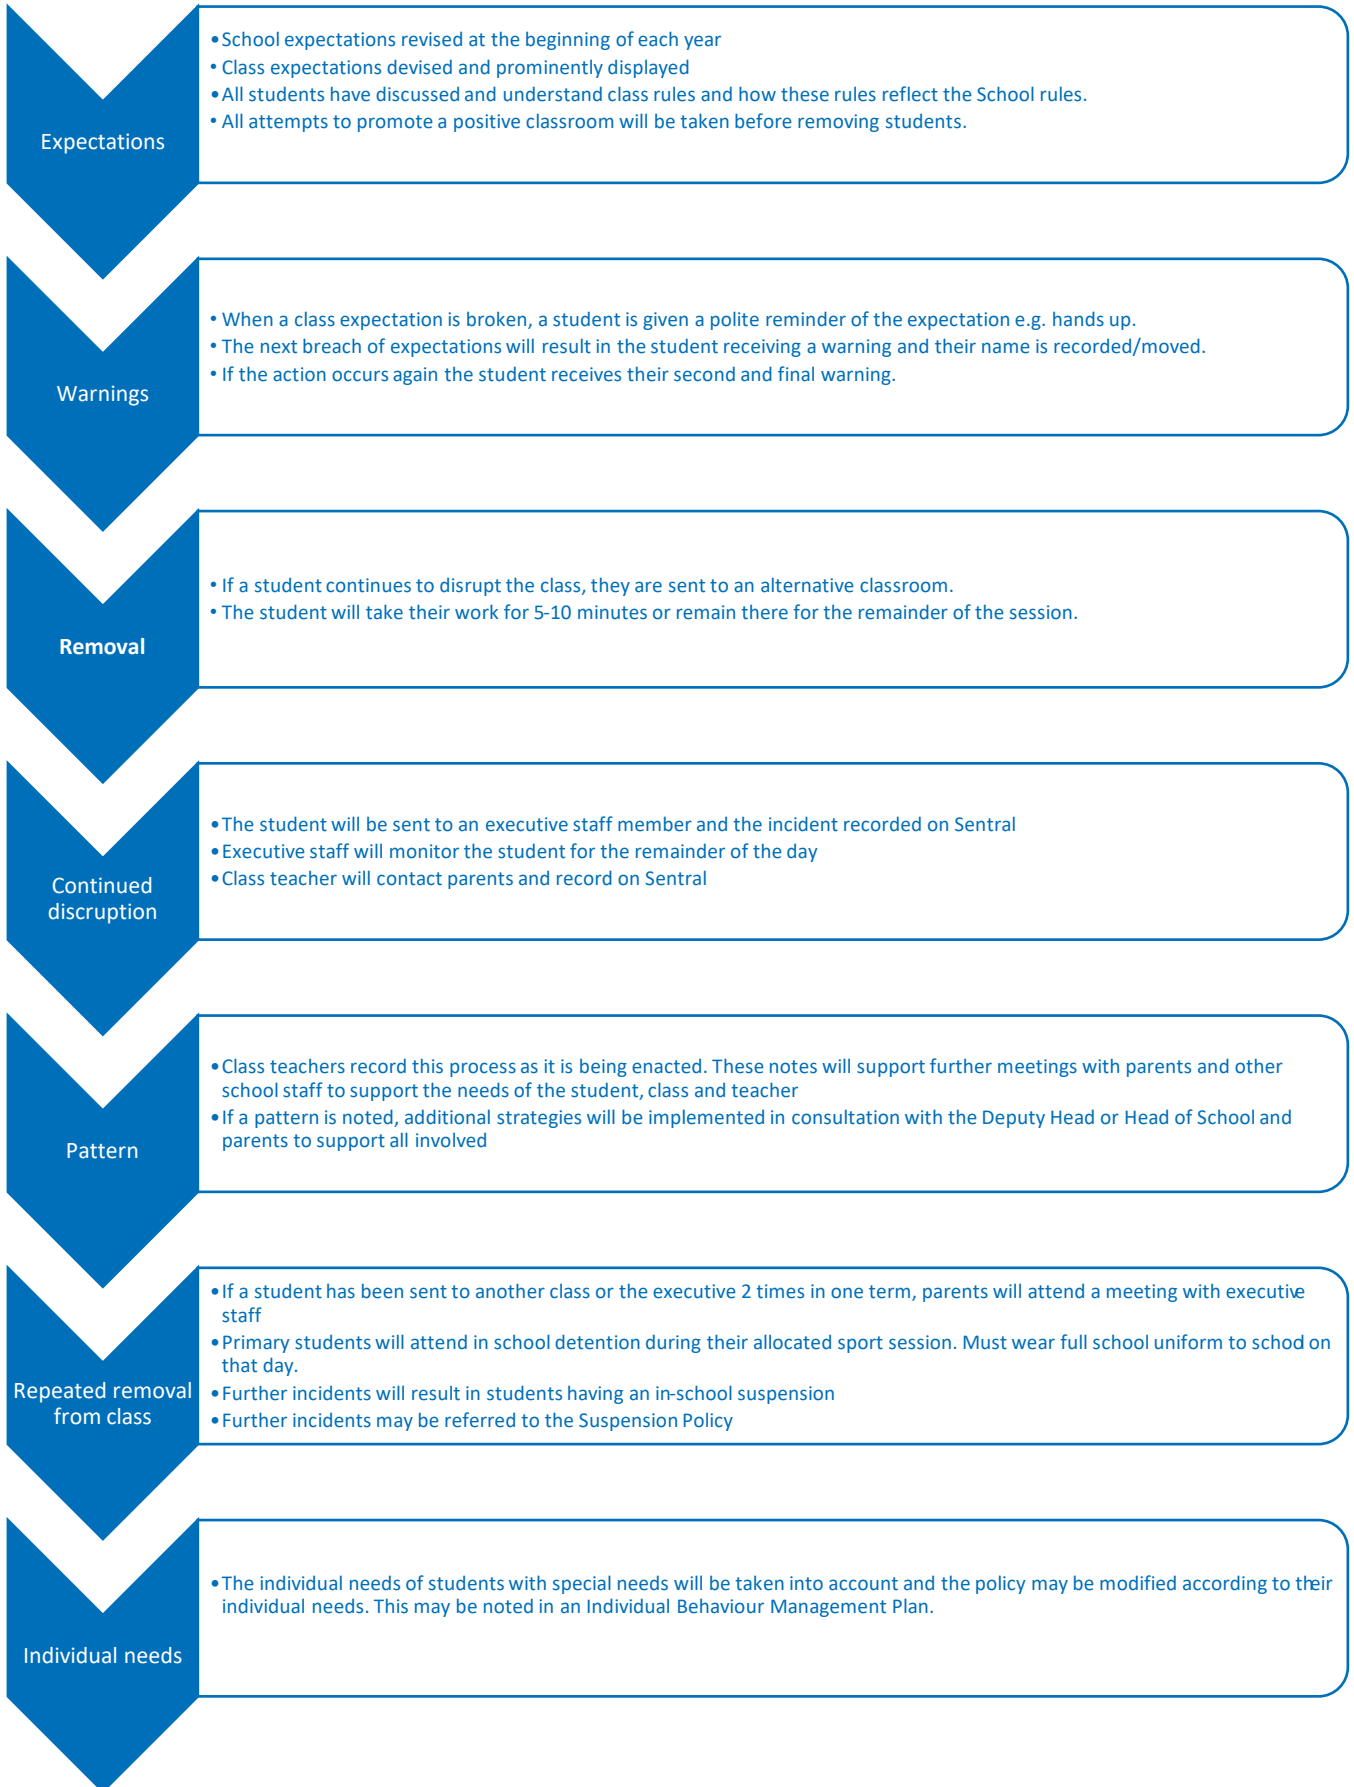 Expectations
•School expectations revised at the beginning of each year
• Class expectations devised and prominently displayed
•All students have discussed and understand class rules and how these rules reflect the School rules.
• All attempts to promote a positive classroom will be taken before removing students.
Warnings
• When a class expectation is broken, a student is given a polite reminder of the expectation e.g. hands up.
• The next breach of expectations will result in the student receiving a warning and their name is recorded/moved.
• If the action occurs again the student receives their second and final warning.
Removal
• If a student continues to disrupt the class, they are sent to an alternative classroom.
• The student will take their work for 5-10 minutes or remain there for the remainder of the session.
Continued
discruption
•The student will be sent to an executive staff member and the incident recorded on Sentral
•Executive staff will monitor the student for the remainder of the day
•Class teacher will contact parents and record on Sentral
Pattern
•Class teachers record this process as it is being enacted. These notes will support further meetings with parents and other
school staff to support the needs of the student, class and teacher
•If a pattern is noted, additional strategies will be implemented in consultation with the Deputy Head or Head of School and
parents to support all involved
Repeated removal
from class
•If a student has been sent to another class or the executive 2 times in one term, parents will attend a meeting with executive
staff
•Primary students will attend in school detention during their allocated sport session. Must wear full school uniform to school on
that day.
•Further incidents will result in students having an in-school suspension
•Further incidents may be referred to the Suspension Policy
Individual needs
•The individual needs of students with special needs will be taken into account and the policy may be modified according to their
individual needs. This may be noted in an Individual Behaviour Management Plan.